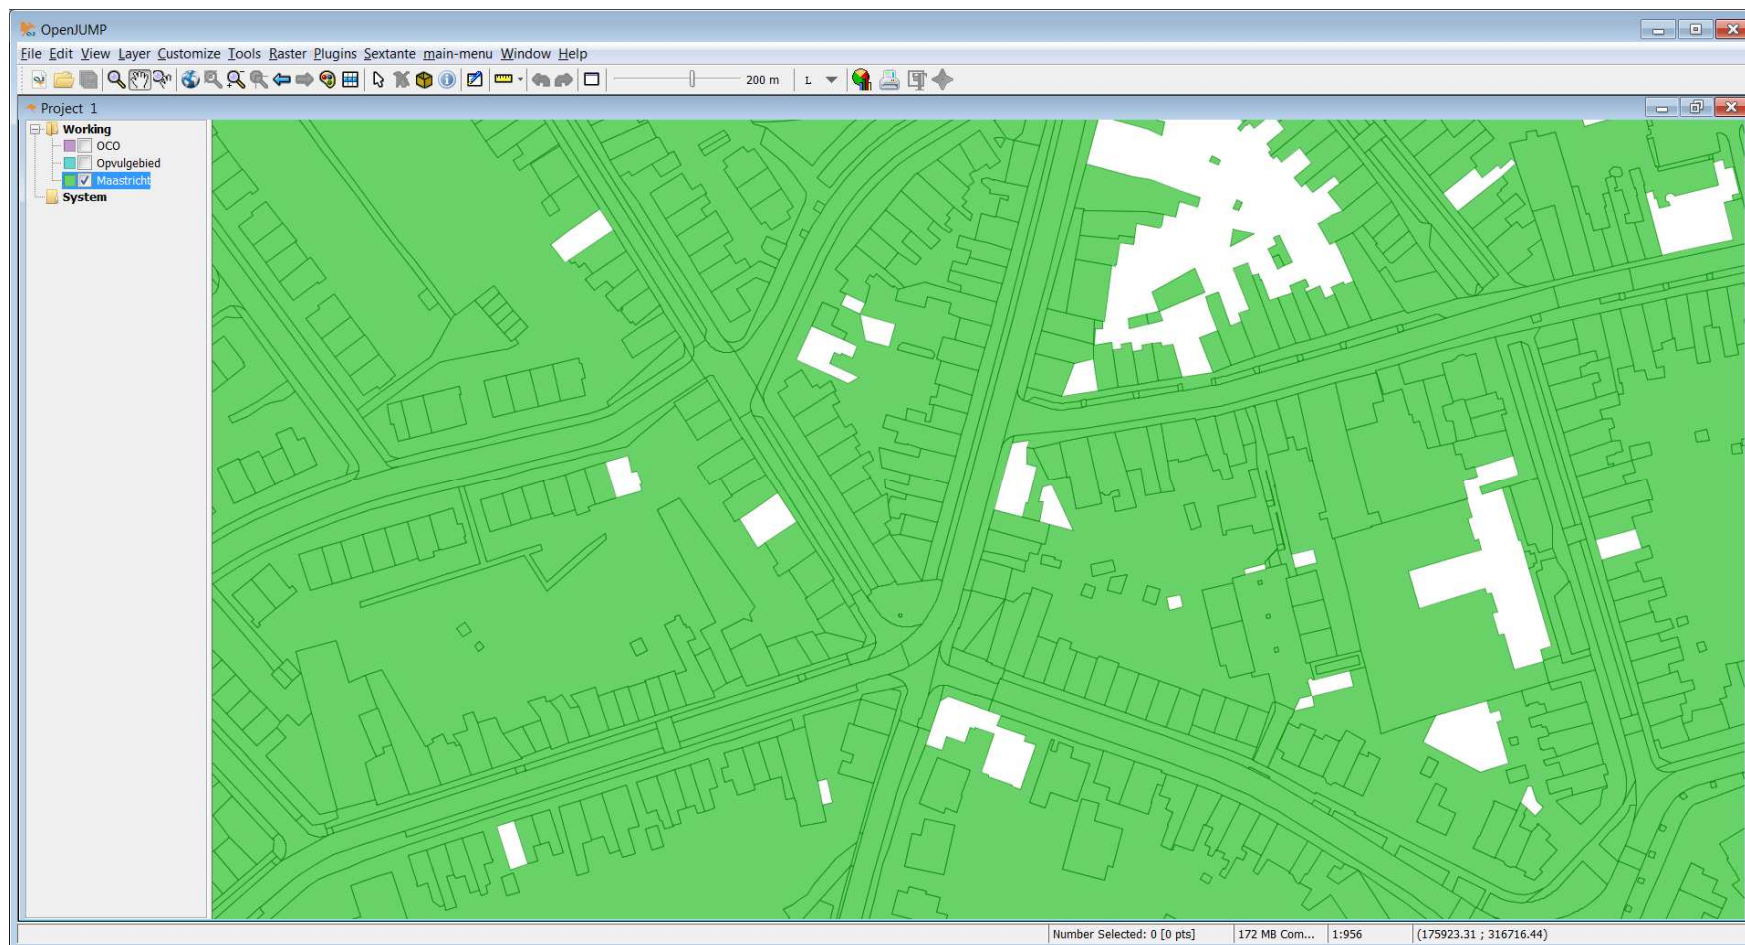 OpenJUMP
File Edit View Layer Customize Tools Raster Plugins Sextante main-menu Window Help
200 m L
Project 1
Working
OCO
Opvulgebied
Maastricht
System
Number Selected: 0 [0 pts] 172 MB Com... 1:956 (175923.31 ; 316716.44)